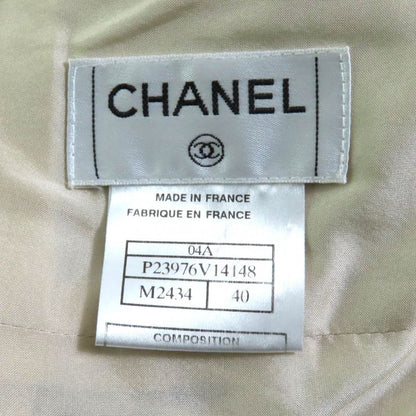 CHANEL
MADE IN FRANCE
FABRIQUE EN FRANCE
04A
P23976V14148
M2434 40
COMPOSITION